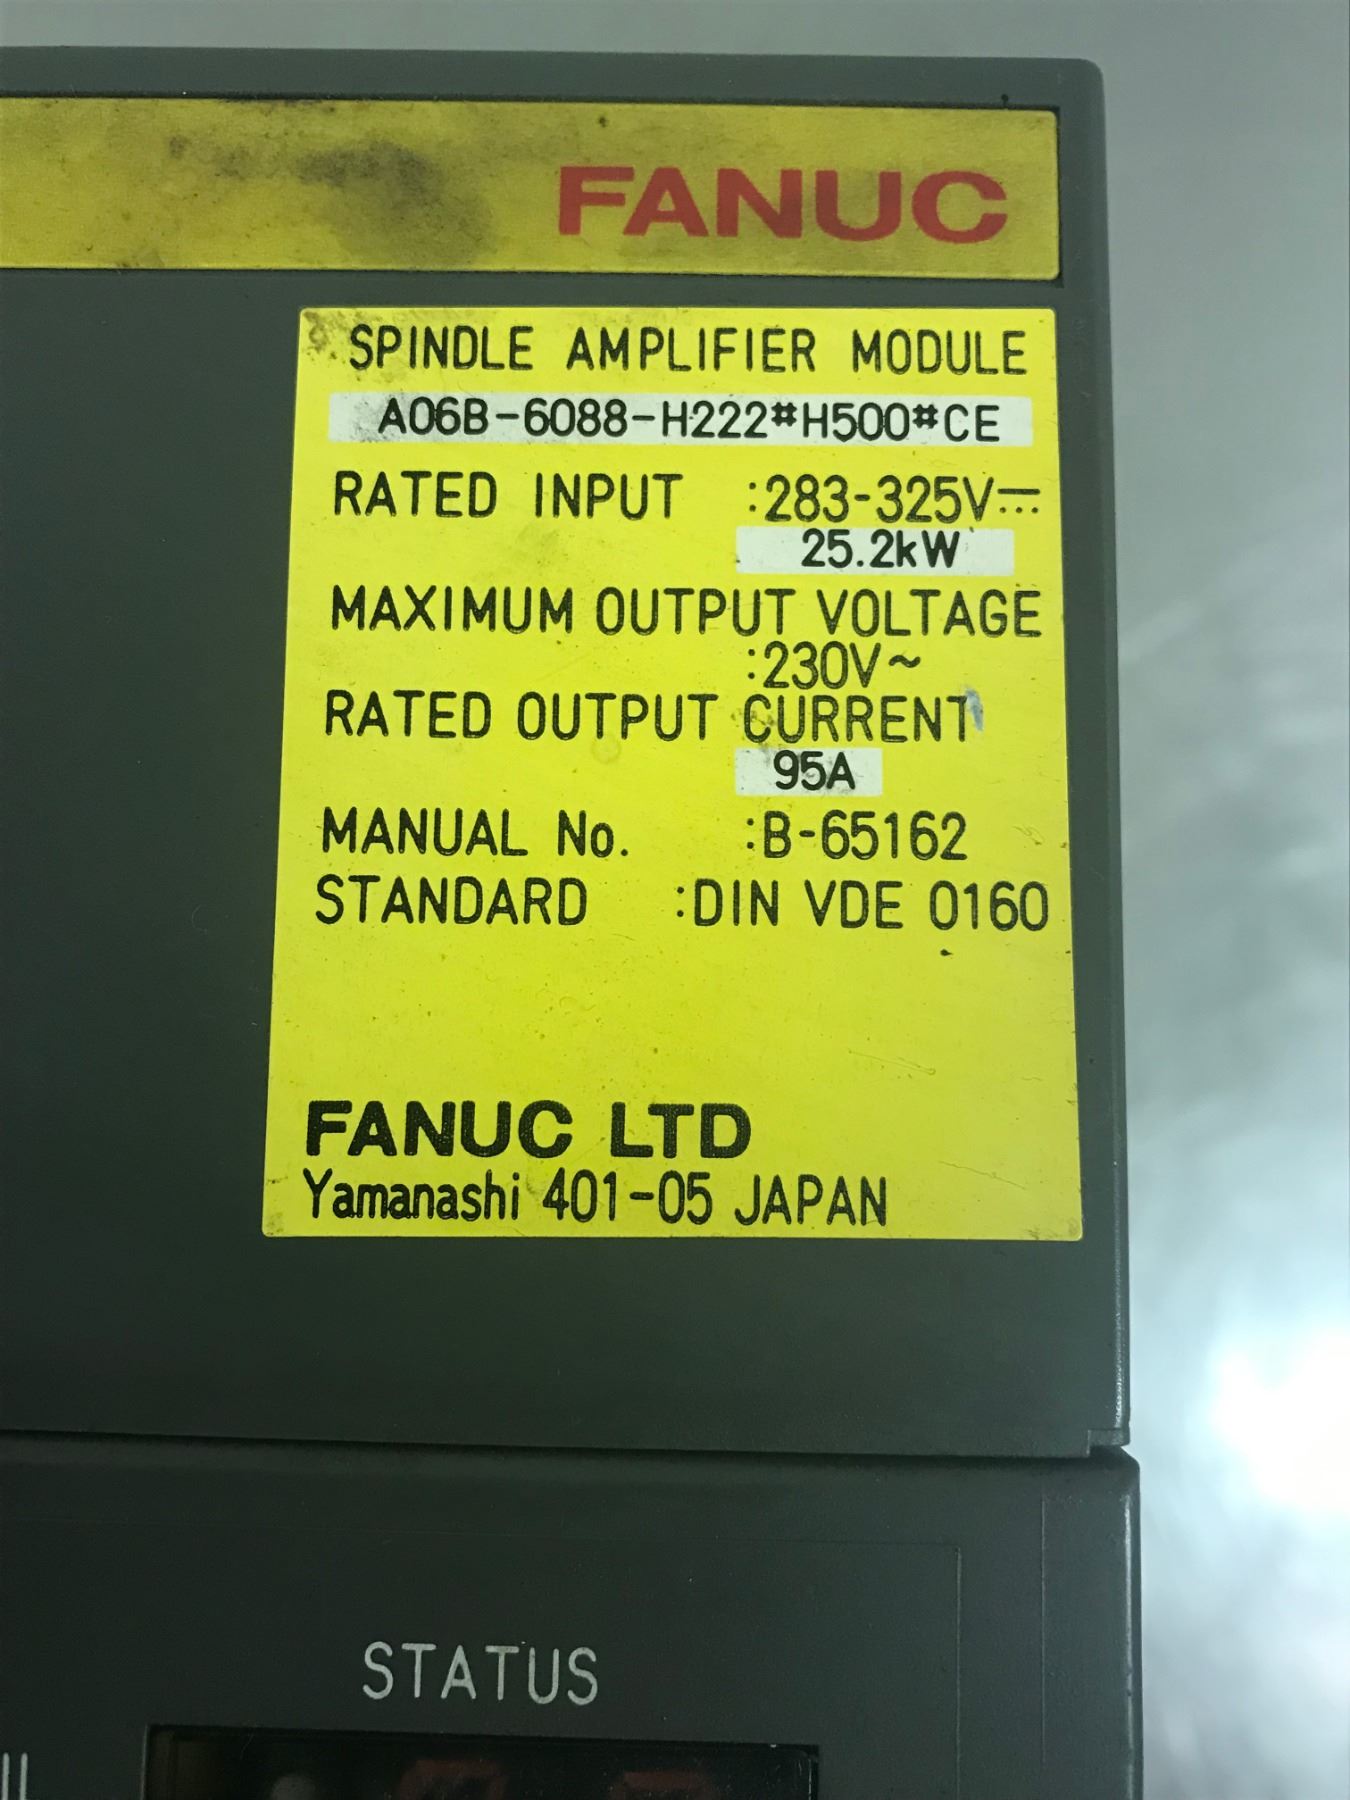 FANUC
SPINDLE AMPLIFIER MODULE
A06B-6088-H222#H500#CE
RATED INPUT :283-325V⎓
25.2kW
MAXIMUM OUTPUT VOLTAGE
:230V~
RATED OUTPUT CURRENT
95A
MANUAL No. :B-65162
STANDARD :DIN VDE 0160
FANUC LTD
Yamanashi 401-05 JAPAN
STATUS